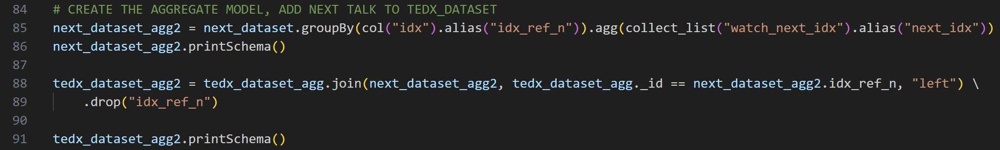 84 # CREATE THE AGGREGATE MODEL, ADD NEXT TALK TO TEDX_DATASET
85 next_dataset_agg2 = next_dataset.groupBy(col("idx").alias("idx_ref_n")).agg(collect_list("watch_next_idx").alias("next_idx"))
86 next_dataset_agg2.printSchema()
87
88 tedx_dataset_agg2 = tedx_dataset_agg.join(next_dataset_agg2, tedx_dataset_agg._id == next_dataset_agg2.idx_ref_n, "left") \
89     .drop("idx_ref_n")
90
91 tedx_dataset_agg2.printSchema()